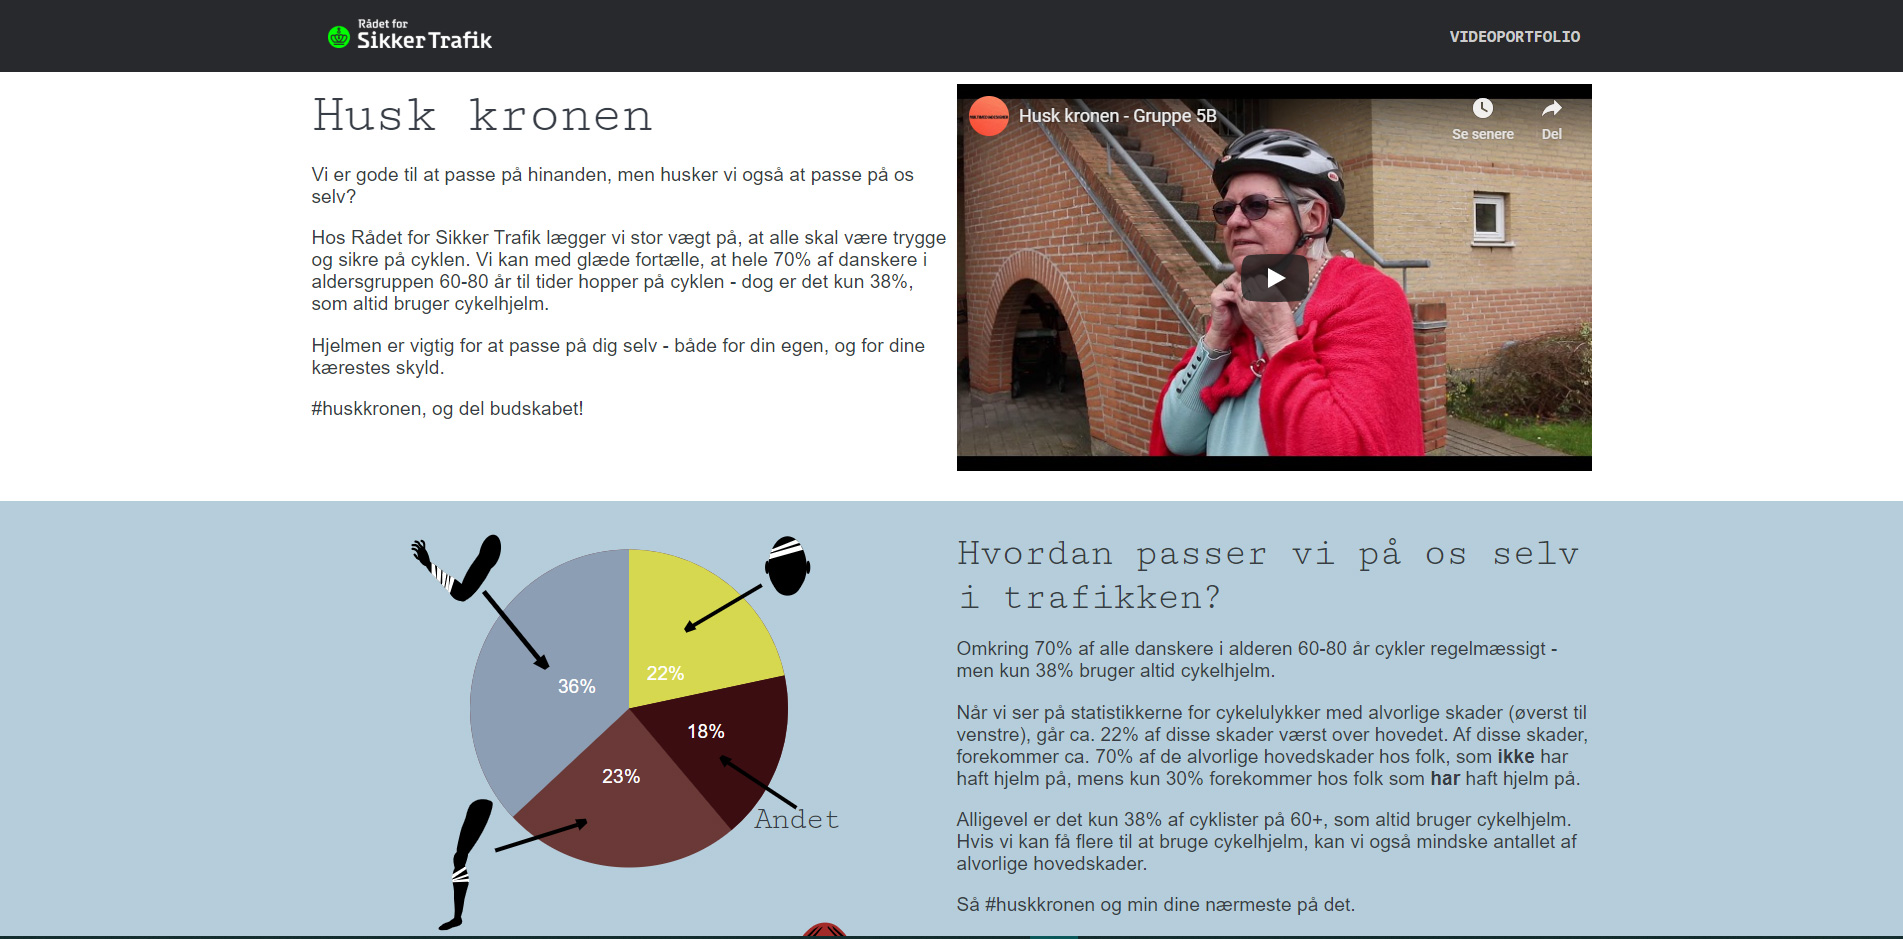 Rådet for
Sikker Trafik
VIDEOPORTFOLIO
Husk kronen
Vi er gode til at passe på hinanden, men husker vi også at passe på os
selv?
Hos Rådet for Sikker Trafik lægger vi stor vægt på, at alle skal være trygge
og sikre på cyklen. Vi kan med glæde fortælle, at hele 70% af danskere i
aldersgruppen 60-80 år til tider hopper på cyklen - dog er det kun 38%,
som altid bruger cykelhjelm.
Hjelmen er vigtig for at passe på dig selv - både for din egen, og for dine
kærestes skyld.
#huskkronen, og del budskabet!
Husk kronen - Gruppe 5B
Se senere
Del
36%
22%
18%
23%
Andet
Hvordan passer vi på os selv
i trafikken?
Omkring 70% af alle danskere i alderen 60-80 år cykler regelmæssigt -
men kun 38% bruger altid cykelhjelm.
Når vi ser på statistikkerne for cykelulykker med alvorlige skader (øverst til
venstre), går ca. 22% af disse skader værst over hovedet. Af disse skader,
forekommer ca. 70% af de alvorlige hovedskader hos folk, som ikke har
haft hjelm på, mens kun 30% forekommer hos folk som har haft hjelm på.
Alligevel er det kun 38% af cyklister på 60+, som altid bruger cykelhjelm.
Hvis vi kan få flere til at bruge cykelhjelm, kan vi også mindske antallet af
alvorlige hovedskader.
Så #huskkronen og min dine nærmeste på det.